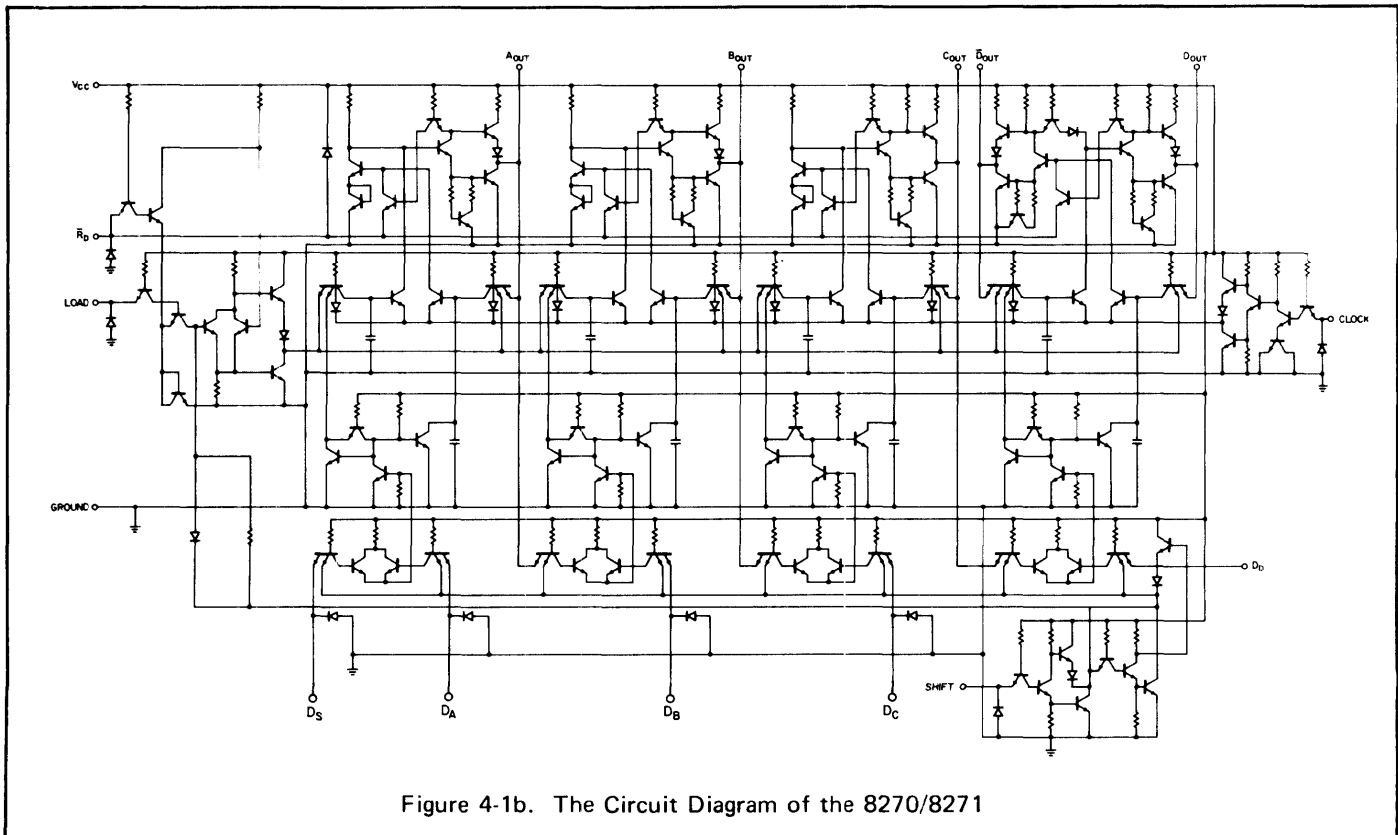 AOUT BOUT COUT D̅OUT DOUT
VCC
R̅D
LOAD
CLOCK
GROUND
DD
SHIFT
DS DA DB DC
Figure 4-1b. The Circuit Diagram of the 8270/8271